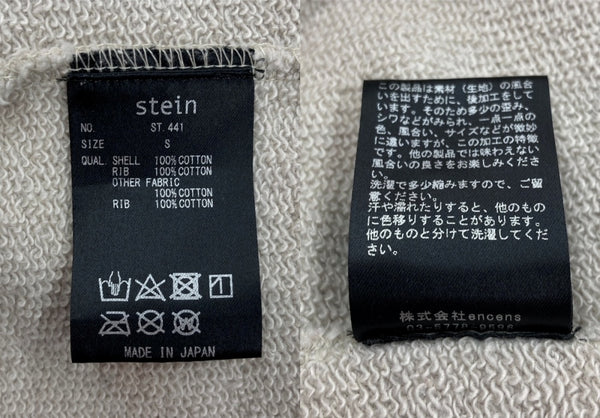 stein
NO. ST.441
SIZE S
QUAL. SHELL 100%COTTON
RIB 100%COTTON
OTHER FABRIC
100%COTTON
RIB 100%COTTON
MADE IN JAPAN
この製品は素材（生地）の風合
いを出すために、後加工をして
います。そのため多少の歪み、
シワなどがみられ、一点一点の
色、風合い、サイズなどが微妙
に違いますが、この加工の特徴
です。他の製品では味わえない
風合いの良さをお楽しみくださ
い。
洗濯で多少縮みますので、ご留
意ください。
汗や濡れたりすると、他のもの
に色移りすることがあります。
他のものと分けて洗濯してくだ
さい。
株式会社encens